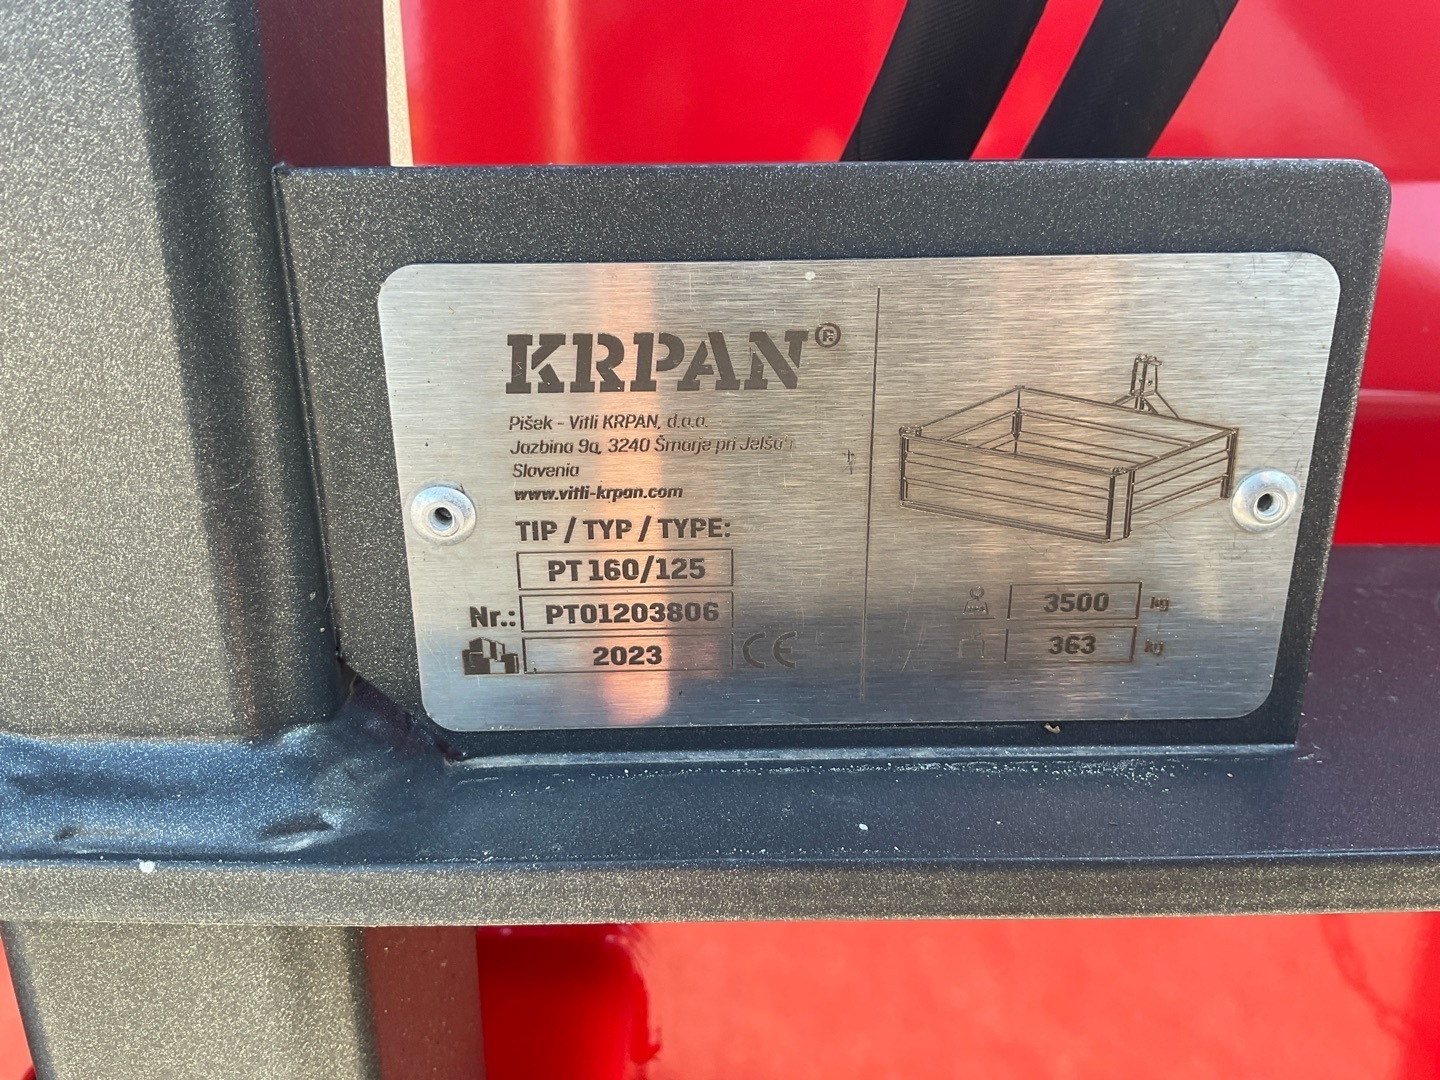 KRPAN®
Pišek - Vitli KRPAN, d.o.o.
Jazbina 9a, 3240 Šmarje pri Jelšah
Slovenia
www.vitli-krpan.com
TIP / TYP / TYPE:
PT 160/125
Nr.: PT01203806
2023 CE
3500 kg
363 kg